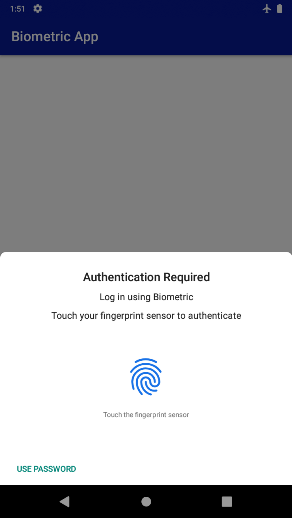 1:51
Biometric App
Authentication Required
Log in using Biometric
Touch your fingerprint sensor to authenticate
Touch the fingerprint sensor
USE PASSWORD